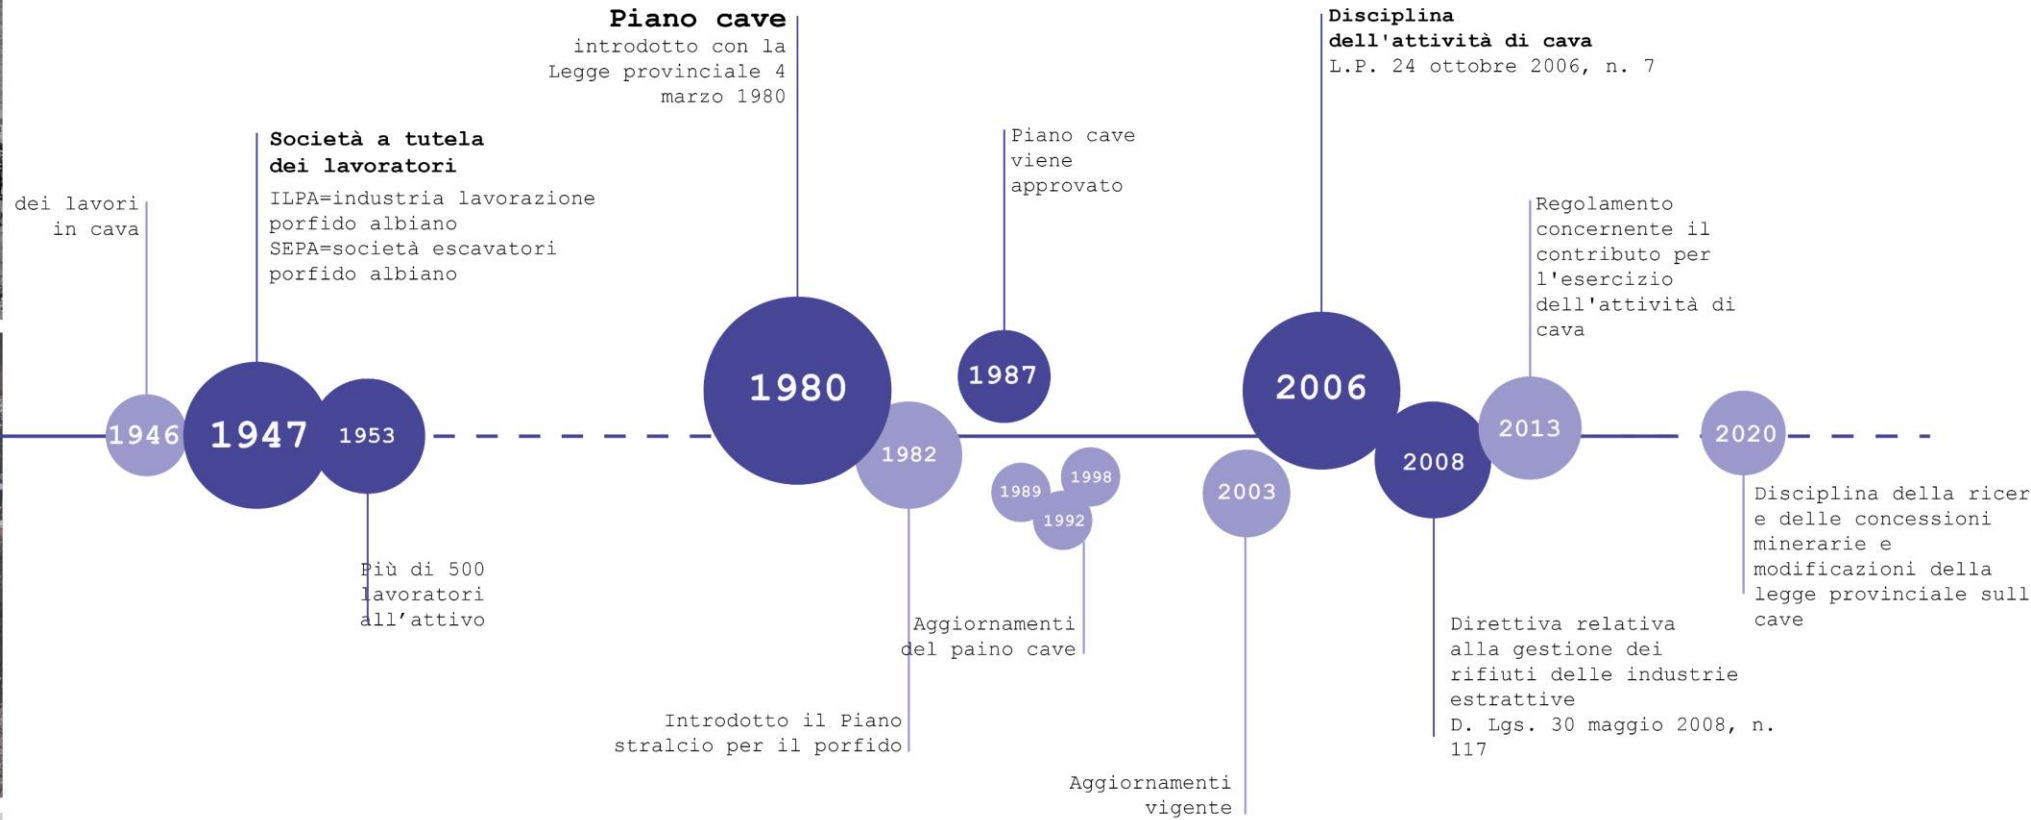 Piano cave
introdotto con la
Legge provinciale 4
marzo 1980
Disciplina
dell'attività di cava
L.P. 24 ottobre 2006, n. 7
Società a tutela
dei lavoratori
ILPA=industria lavorazione
porfido albiano
SEPA=società escavatori
porfido albiano
Piano cave
viene
approvato
dei lavori
in cava
Regolamento
concernente il
contributo per
l'esercizio
dell'attività di
cava
1946
1947
1953
1980
1982
1987
1989
1992
1998
2003
2006
2008
2013
2020
Più di 500
lavoratori
all’attivo
Aggiornamenti
del paino cave
Introdotto il Piano
stralcio per il porfido
Aggiornamenti
vigente
Direttiva relativa
alla gestione dei
rifiuti delle industrie
estrattive
D. Lgs. 30 maggio 2008, n.
117
Disciplina della ricer
e delle concessioni
minerarie e
modificazioni della
legge provinciale sull
cave